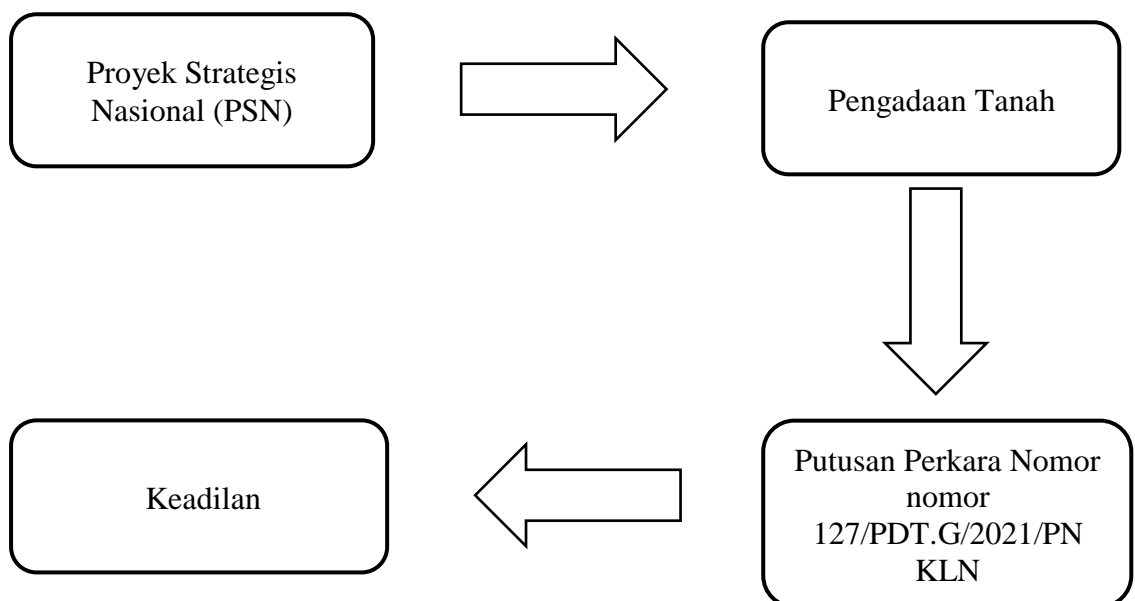 Proyek Strategis
Nasional (PSN)
Pengadaan Tanah
Putusan Perkara Nomor
nomor
127/PDT.G/2021/PN
KLN
Keadilan